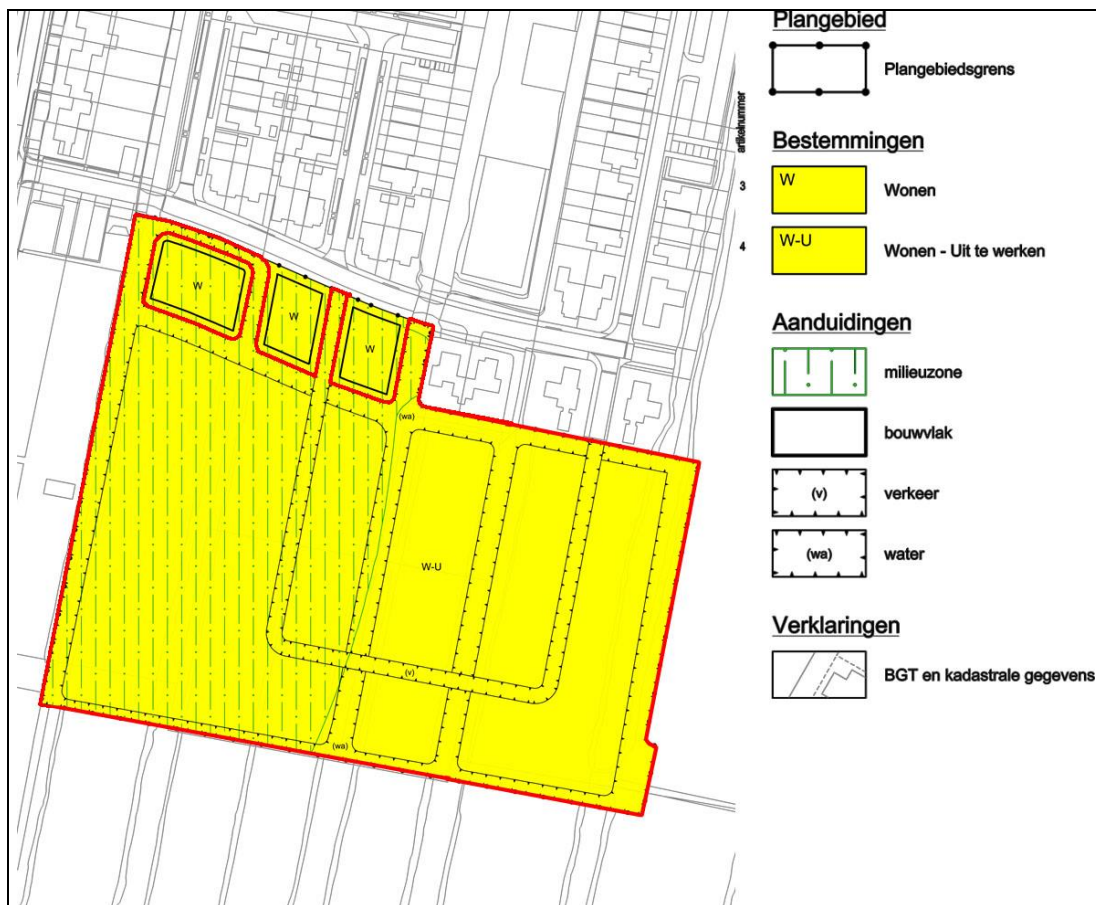 Plangebied
Plangebiedsgrens
artikelnummer
Bestemmingen
3
W
Wonen
4
W-U
Wonen - Uit te werken
Aanduidingen
milieuzone
bouwvlak
(v)
verkeer
(wa)
water
Verklaringen
BGT en kadastrale gegevens
W
W
W
(wa)
W-U
(v)
(wa)